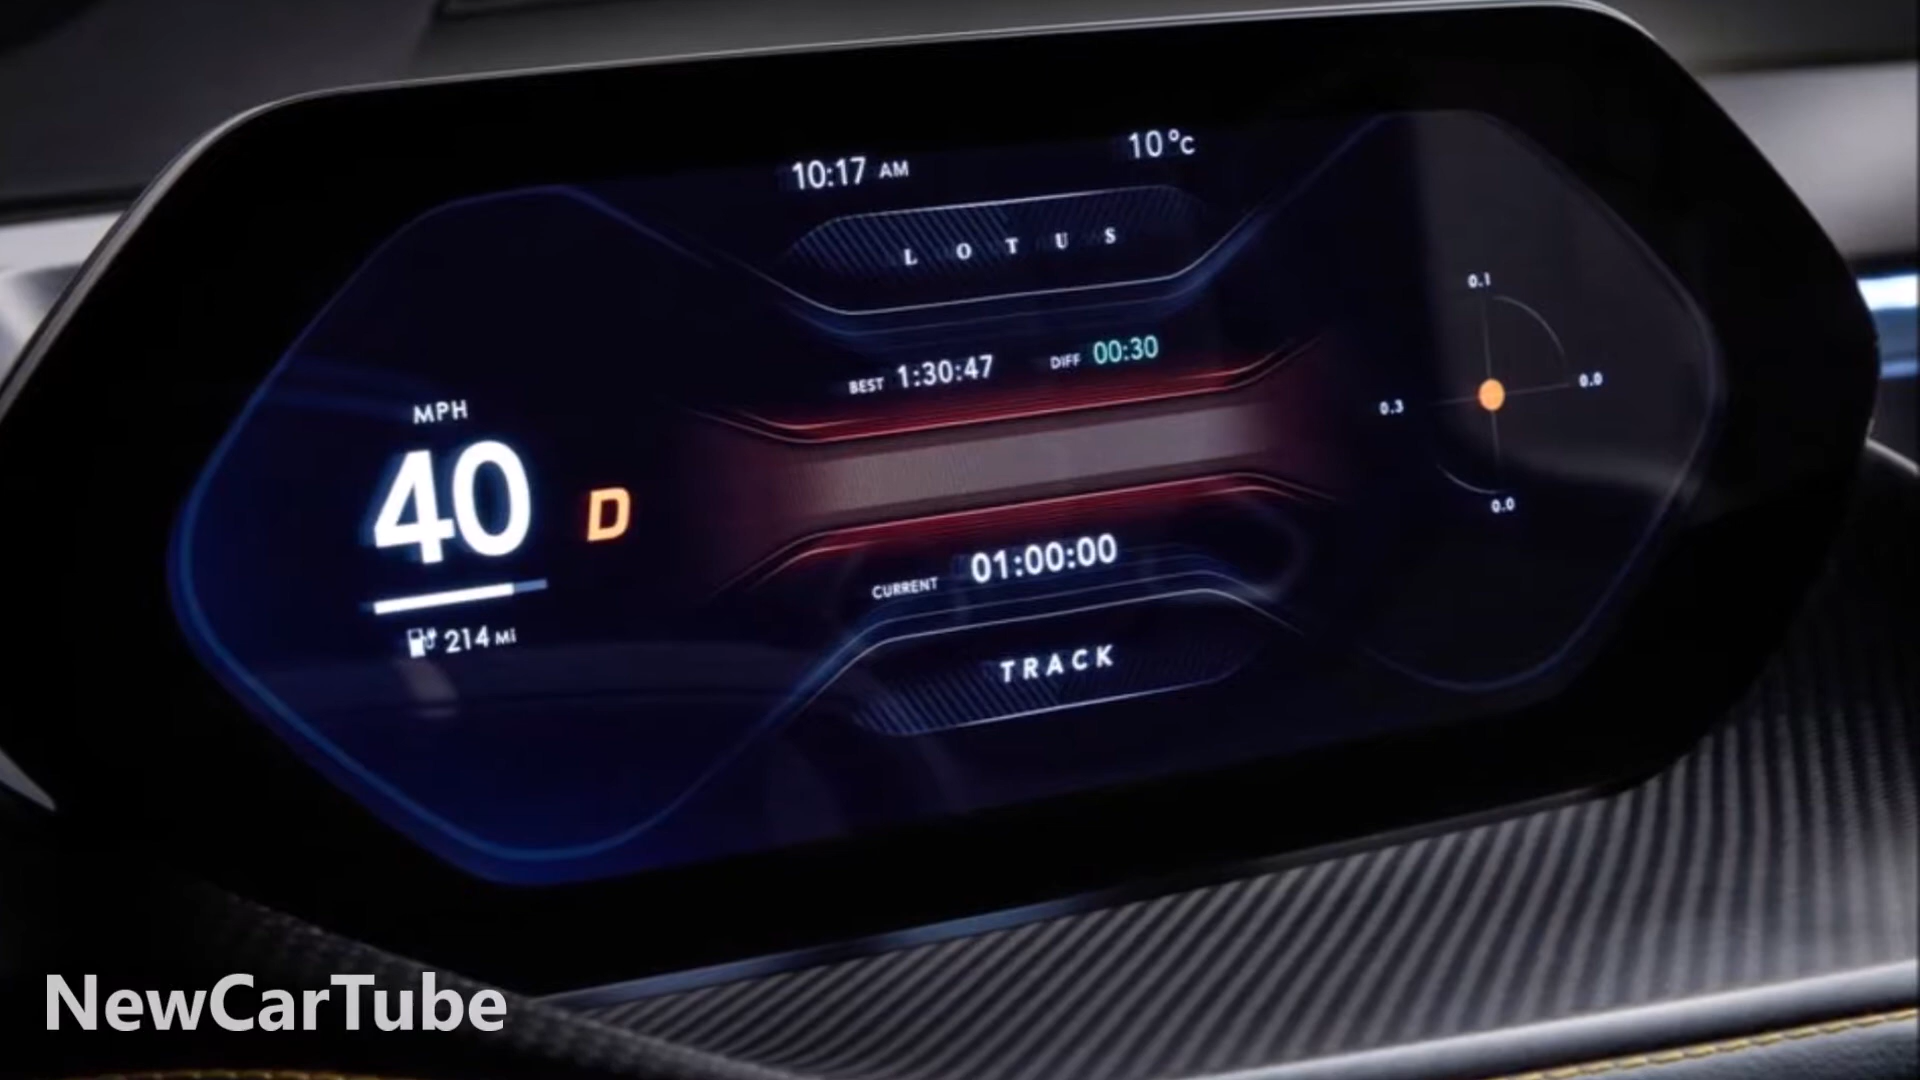 10:17 AM
10°C
LOTUS
BEST 1:30:47
DIFF 00:30
MPH
40
D
214 Mi
CURRENT 01:00:00
TRACK
0.1
0.3
0.0
0.0
NewCarTube